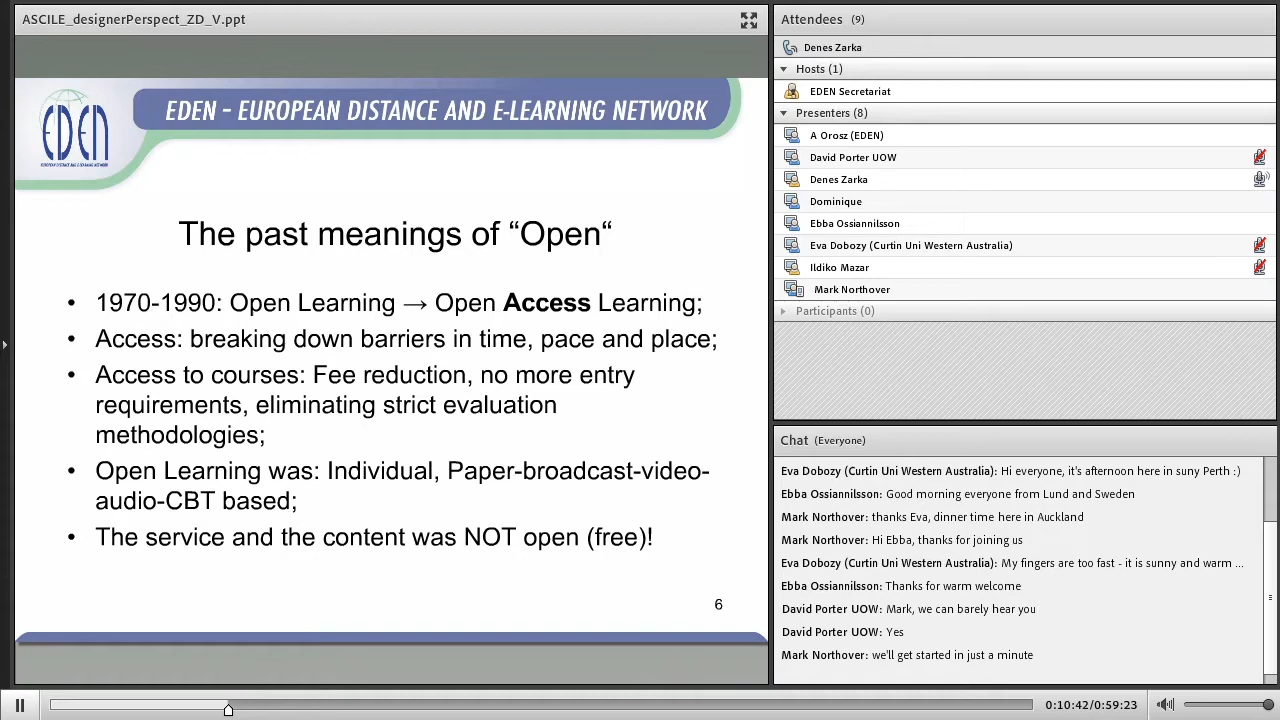 ASCILE_designerPerspect_ZD_V.ppt
EDEN
EUROPEAN DISTANCE AND E-LEARNING NETWORK
EDEN – EUROPEAN DISTANCE AND E-LEARNING NETWORK
The past meanings of “Open“
• 1970-1990: Open Learning → Open Access Learning;
• Access: breaking down barriers in time, pace and place;
• Access to courses: Fee reduction, no more entry
requirements, eliminating strict evaluation
methodologies;
• Open Learning was: Individual, Paper-broadcast-video-
audio-CBT based;
• The service and the content was NOT open (free)!
6
Attendees (9)
Denes Zarka
Hosts (1)
EDEN Secretariat
Presenters (8)
A Orosz (EDEN)
David Porter UOW
Denes Zarka
Dominique
Ebba Ossiannilsson
Eva Dobozy (Curtin Uni Western Australia)
Ildiko Mazar
Mark Northover
Participants (0)
Chat (Everyone)
Eva Dobozy (Curtin Uni Western Australia): Hi everyone, it's afternoon here in suny Perth :)
Ebba Ossiannilsson: Good morning everyone from Lund and Sweden
Mark Northover: thanks Eva, dinner time here in Auckland
Mark Northover: Hi Ebba, thanks for joining us
Eva Dobozy (Curtin Uni Western Australia): My fingers are too fast - it is sunny and warm ...
Ebba Ossiannilsson: Thanks for warm welcome
David Porter UOW: Mark, we can barely hear you
David Porter UOW: Yes
Mark Northover: we'll get started in just a minute
0:10:42/0:59:23